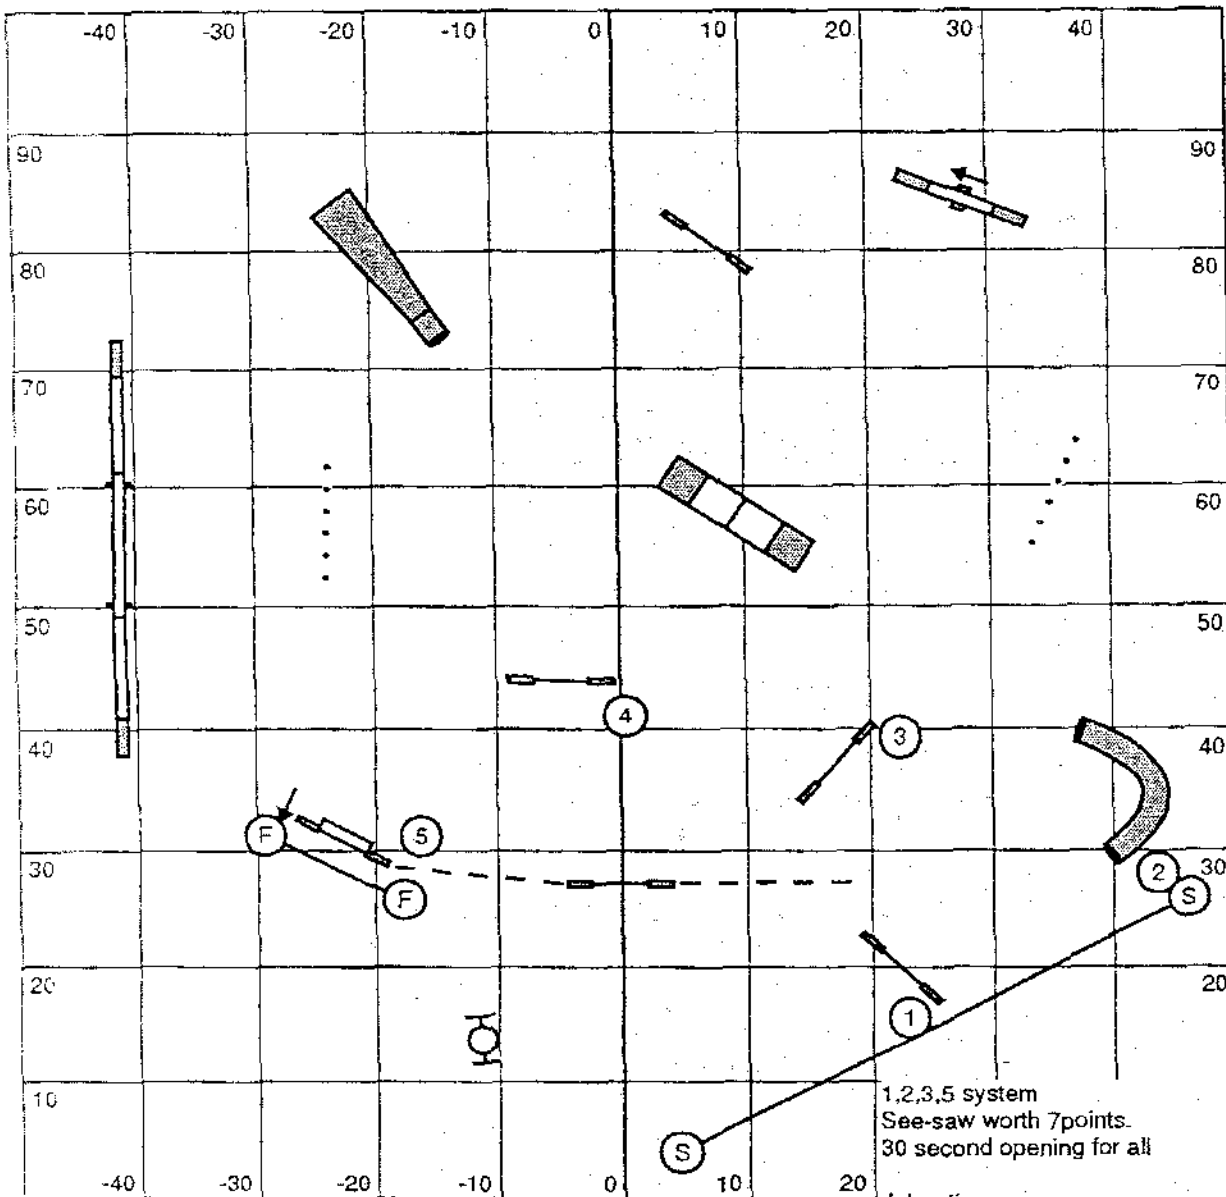 -40 -30 -20 -10 0 10 20 30 40
90 90
80 80
70 70
60 60
50 50
4
3
40 40
F 5
30 2 30
F S
20 1 20
10
1,2,3,5 system
See-saw worth 7points.
30 second opening for all
S
-40 -30 -20 -10 0 10 20